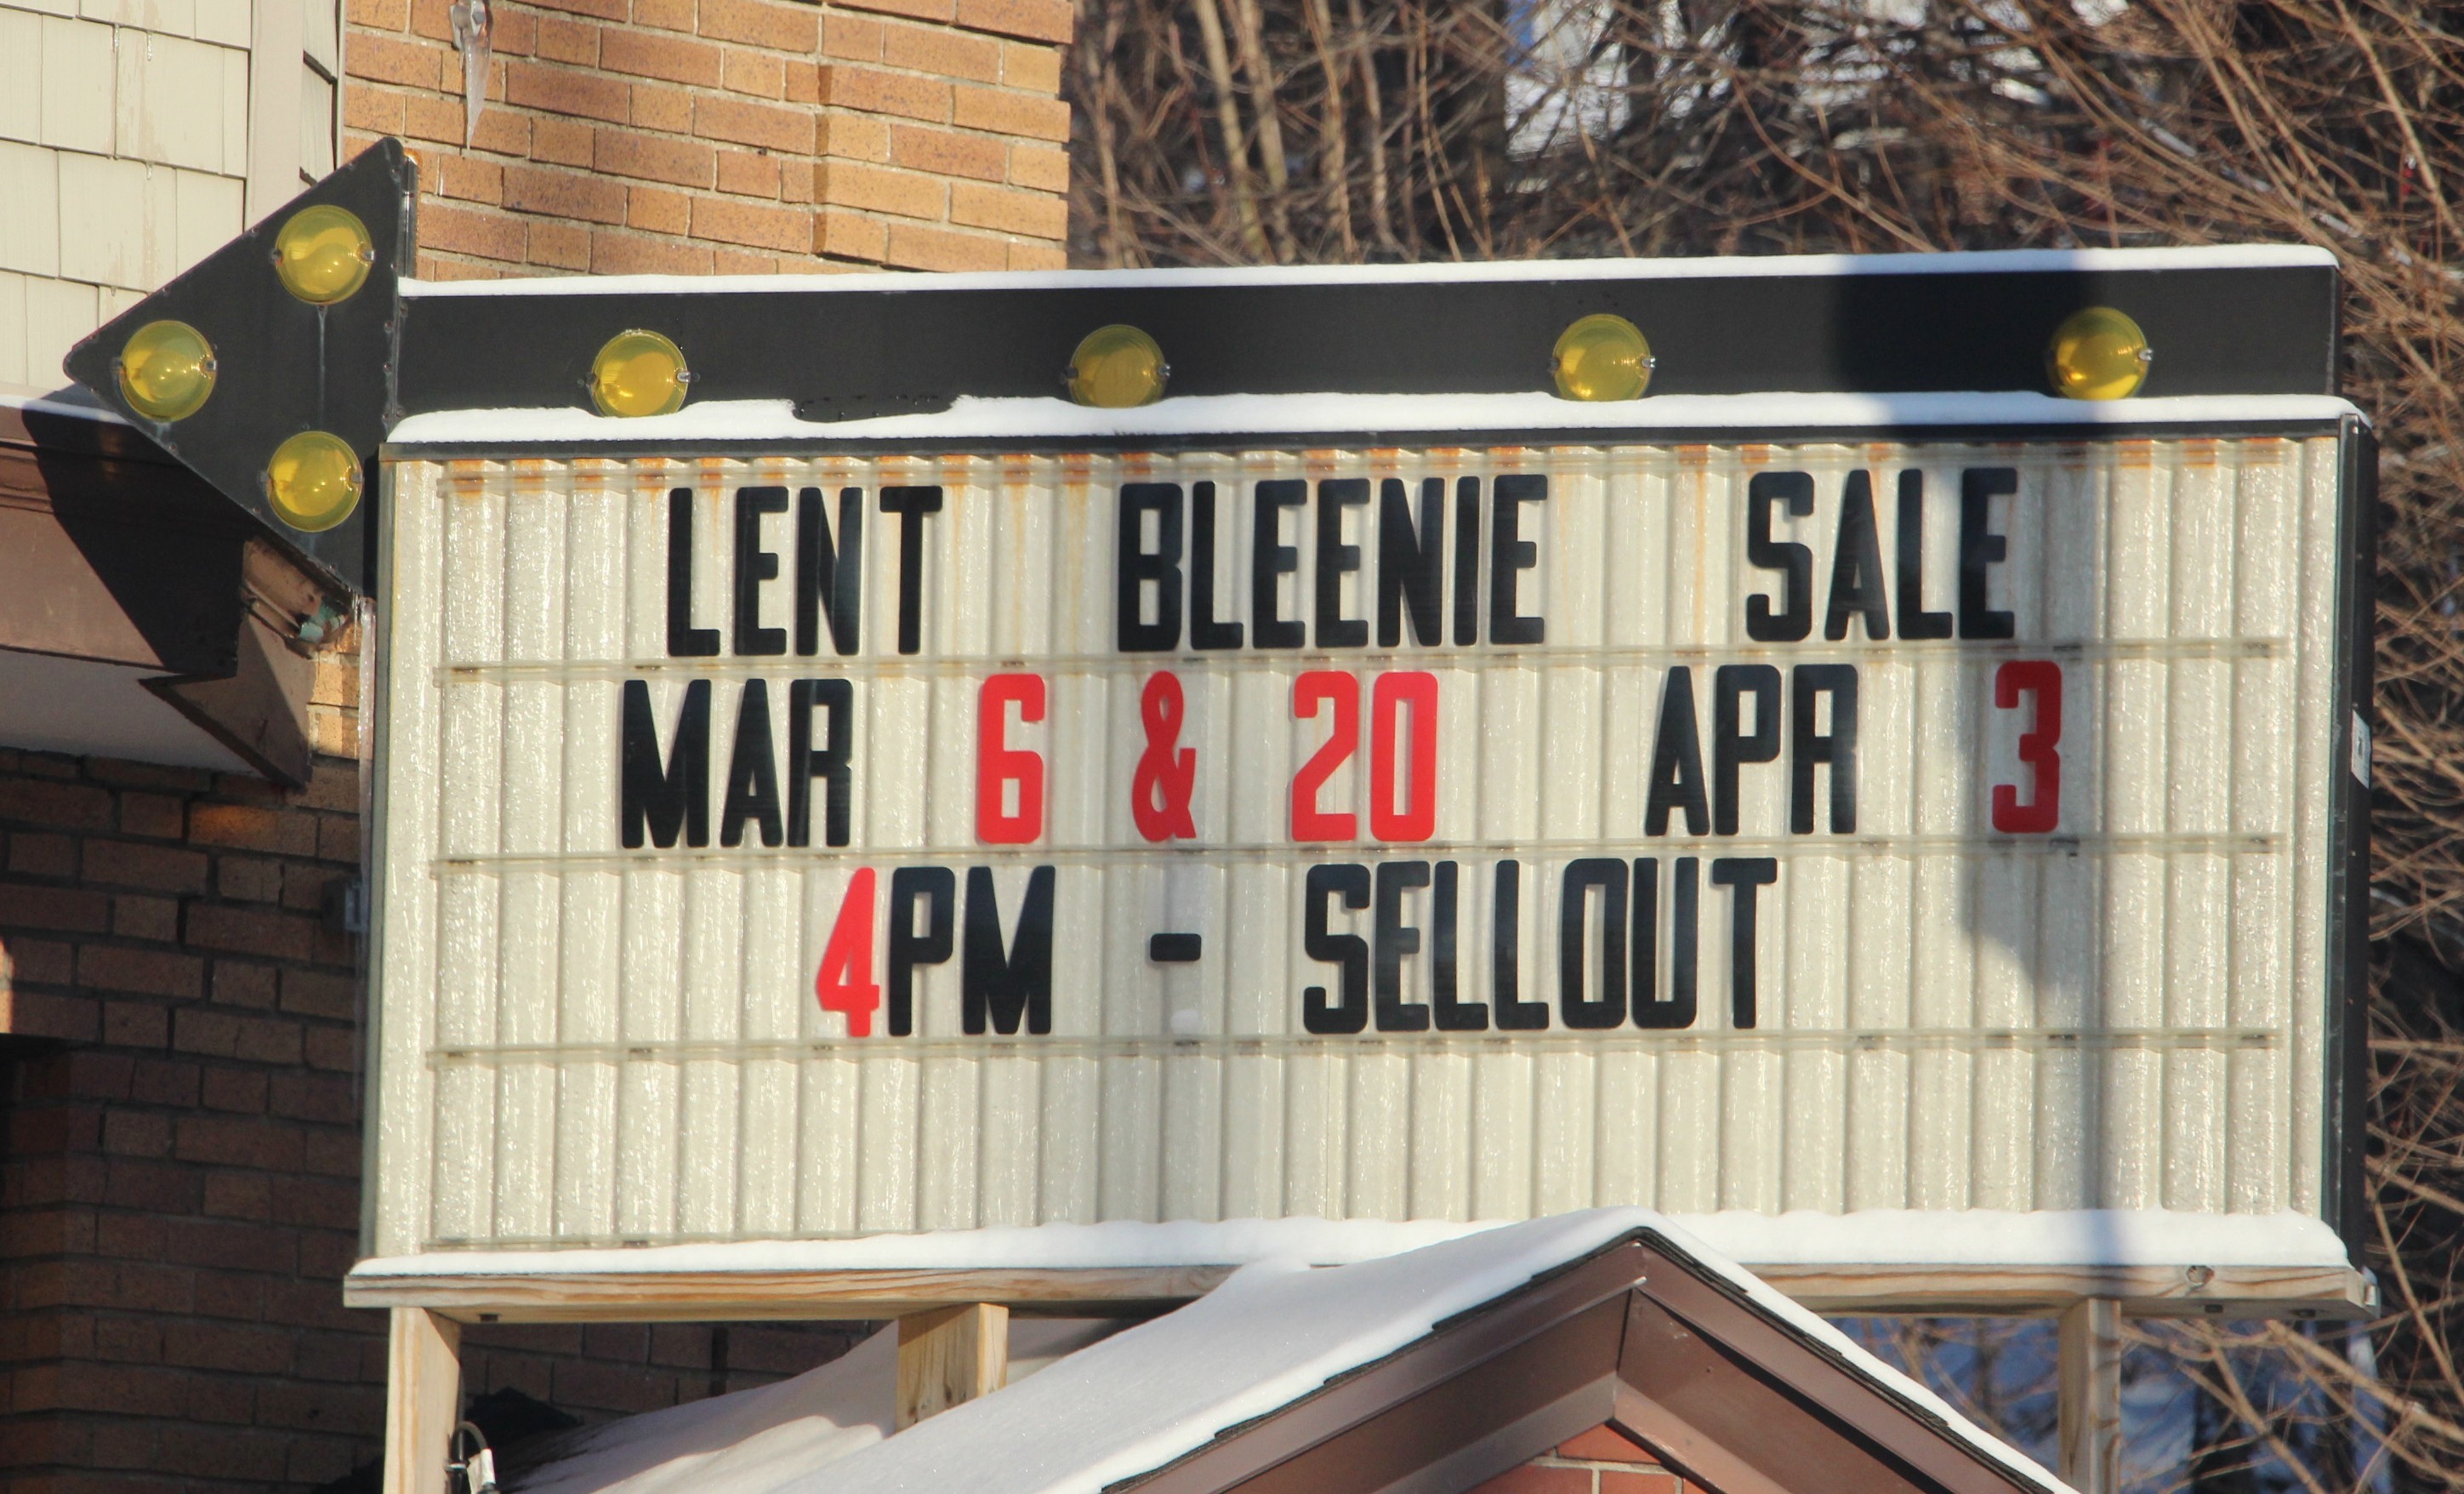 LENT BLEENIE SALE
MAR 6 & 20 APR 3
4PM - SELLOUT